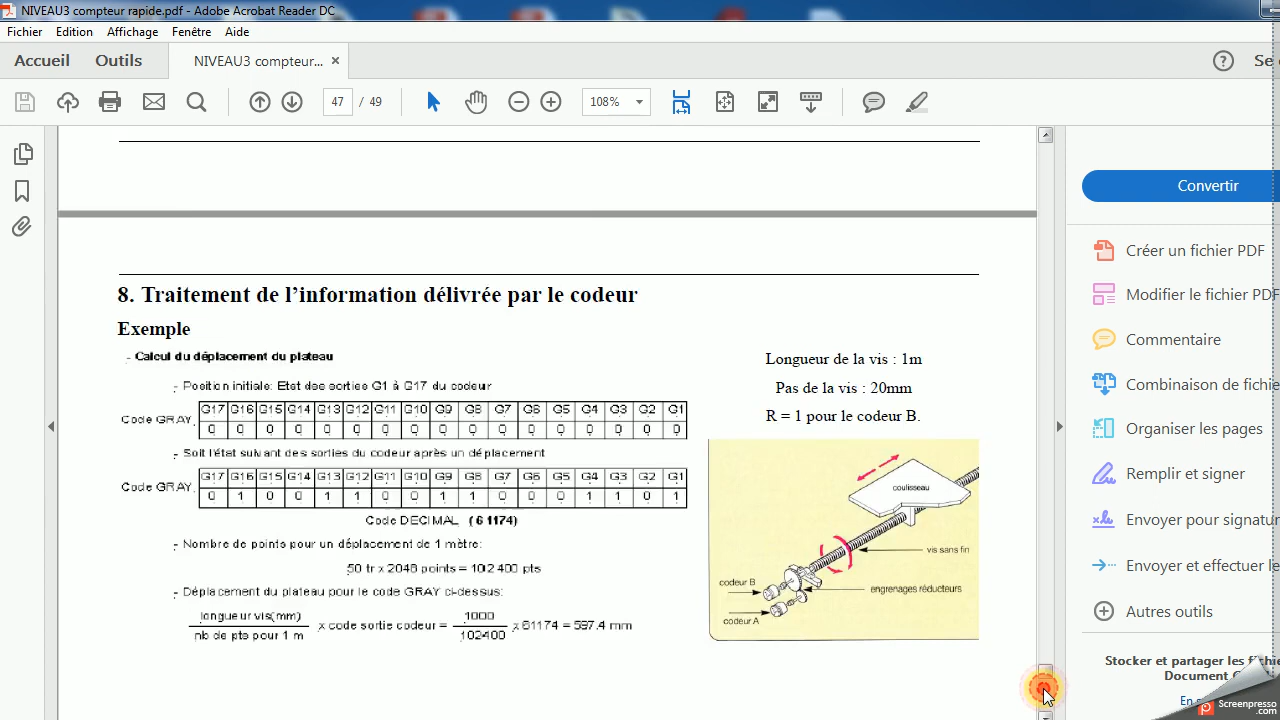 NIVEAU3 compteur rapide.pdf - Adobe Acrobat Reader DC
Fichier Edition Affichage Fenêtre Aide
Accueil Outils NIVEAU3 compteur... × ? Se
47 / 49 108%
Convertir
Créer un fichier PDF
Modifier le fichier PDF
Commentaire
Combinaison de fichie
Organiser les pages
Remplir et signer
Envoyer pour signatur
Envoyer et effectuer le
Autres outils
Stocker et partager les fichie
Document C
En
Screenpresso
.com
8. Traitement de l'information délivrée par le codeur
Exemple
- Calcul du déplacement du plateau
- Position initiale: Etat des sorties G1 à G17 du codeur
G17 G16 G15 G14 G13 G12 G11 G10 G9 G8 G7 G6 G5 G4 G3 G2 G1
Code GRAY 0 0 0 0 0 0 0 0 0 0 0 0 0 0 0 0 0
- Soit l'état suivant des sorties du codeur après un déplacement
G17 G16 G15 G14 G13 G12 G11 G10 G9 G8 G7 G6 G5 G4 G3 G2 G1
Code GRAY 0 1 0 0 1 1 0 0 1 1 0 0 0 1 1 0 1
Code DECIMAL (61174)
- Nombre de points pour un déplacement de 1 mètre:
50 tr x 2048 points = 102 400 pts
- Déplacement du plateau pour le code GRAY ci-dessus:
longueur vis(mm) / nb de pts pour 1 m x code sortie codeur = 1000 / 102400 x 61174 = 597.4 mm
Longueur de la vis : 1m
Pas de la vis : 20mm
R = 1 pour le codeur B.
coulisseau
vis sans fin
codeur B
engrenages réducteurs
codeur A